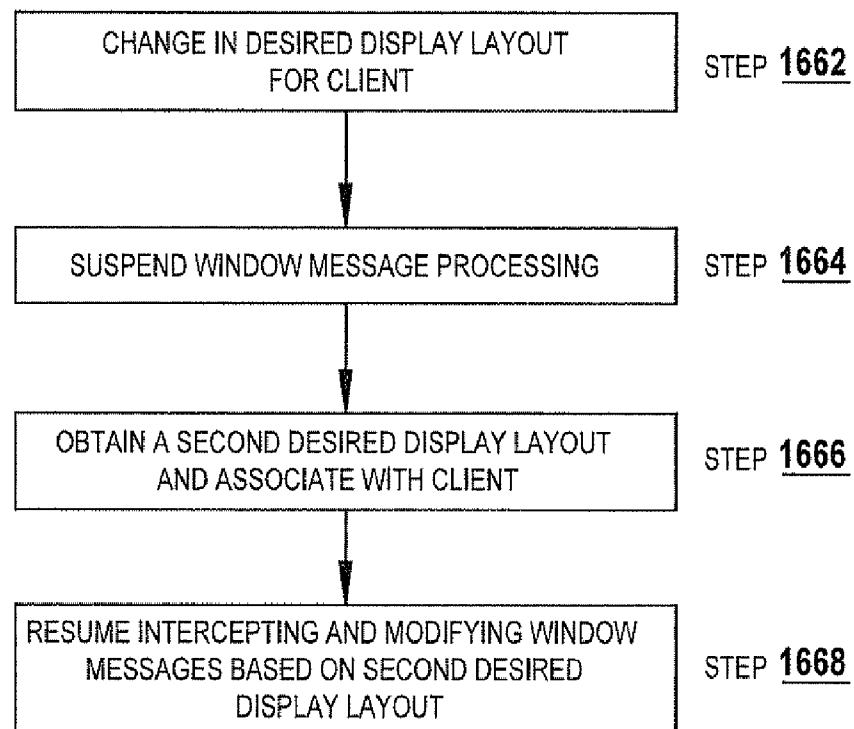 CHANGE IN DESIRED DISPLAY LAYOUT
FOR CLIENT
STEP 1662
SUSPEND WINDOW MESSAGE PROCESSING
STEP 1664
OBTAIN A SECOND DESIRED DISPLAY LAYOUT
AND ASSOCIATE WITH CLIENT
STEP 1666
RESUME INTERCEPTING AND MODIFYING WINDOW
MESSAGES BASED ON SECOND DESIRED
DISPLAY LAYOUT
STEP 1668